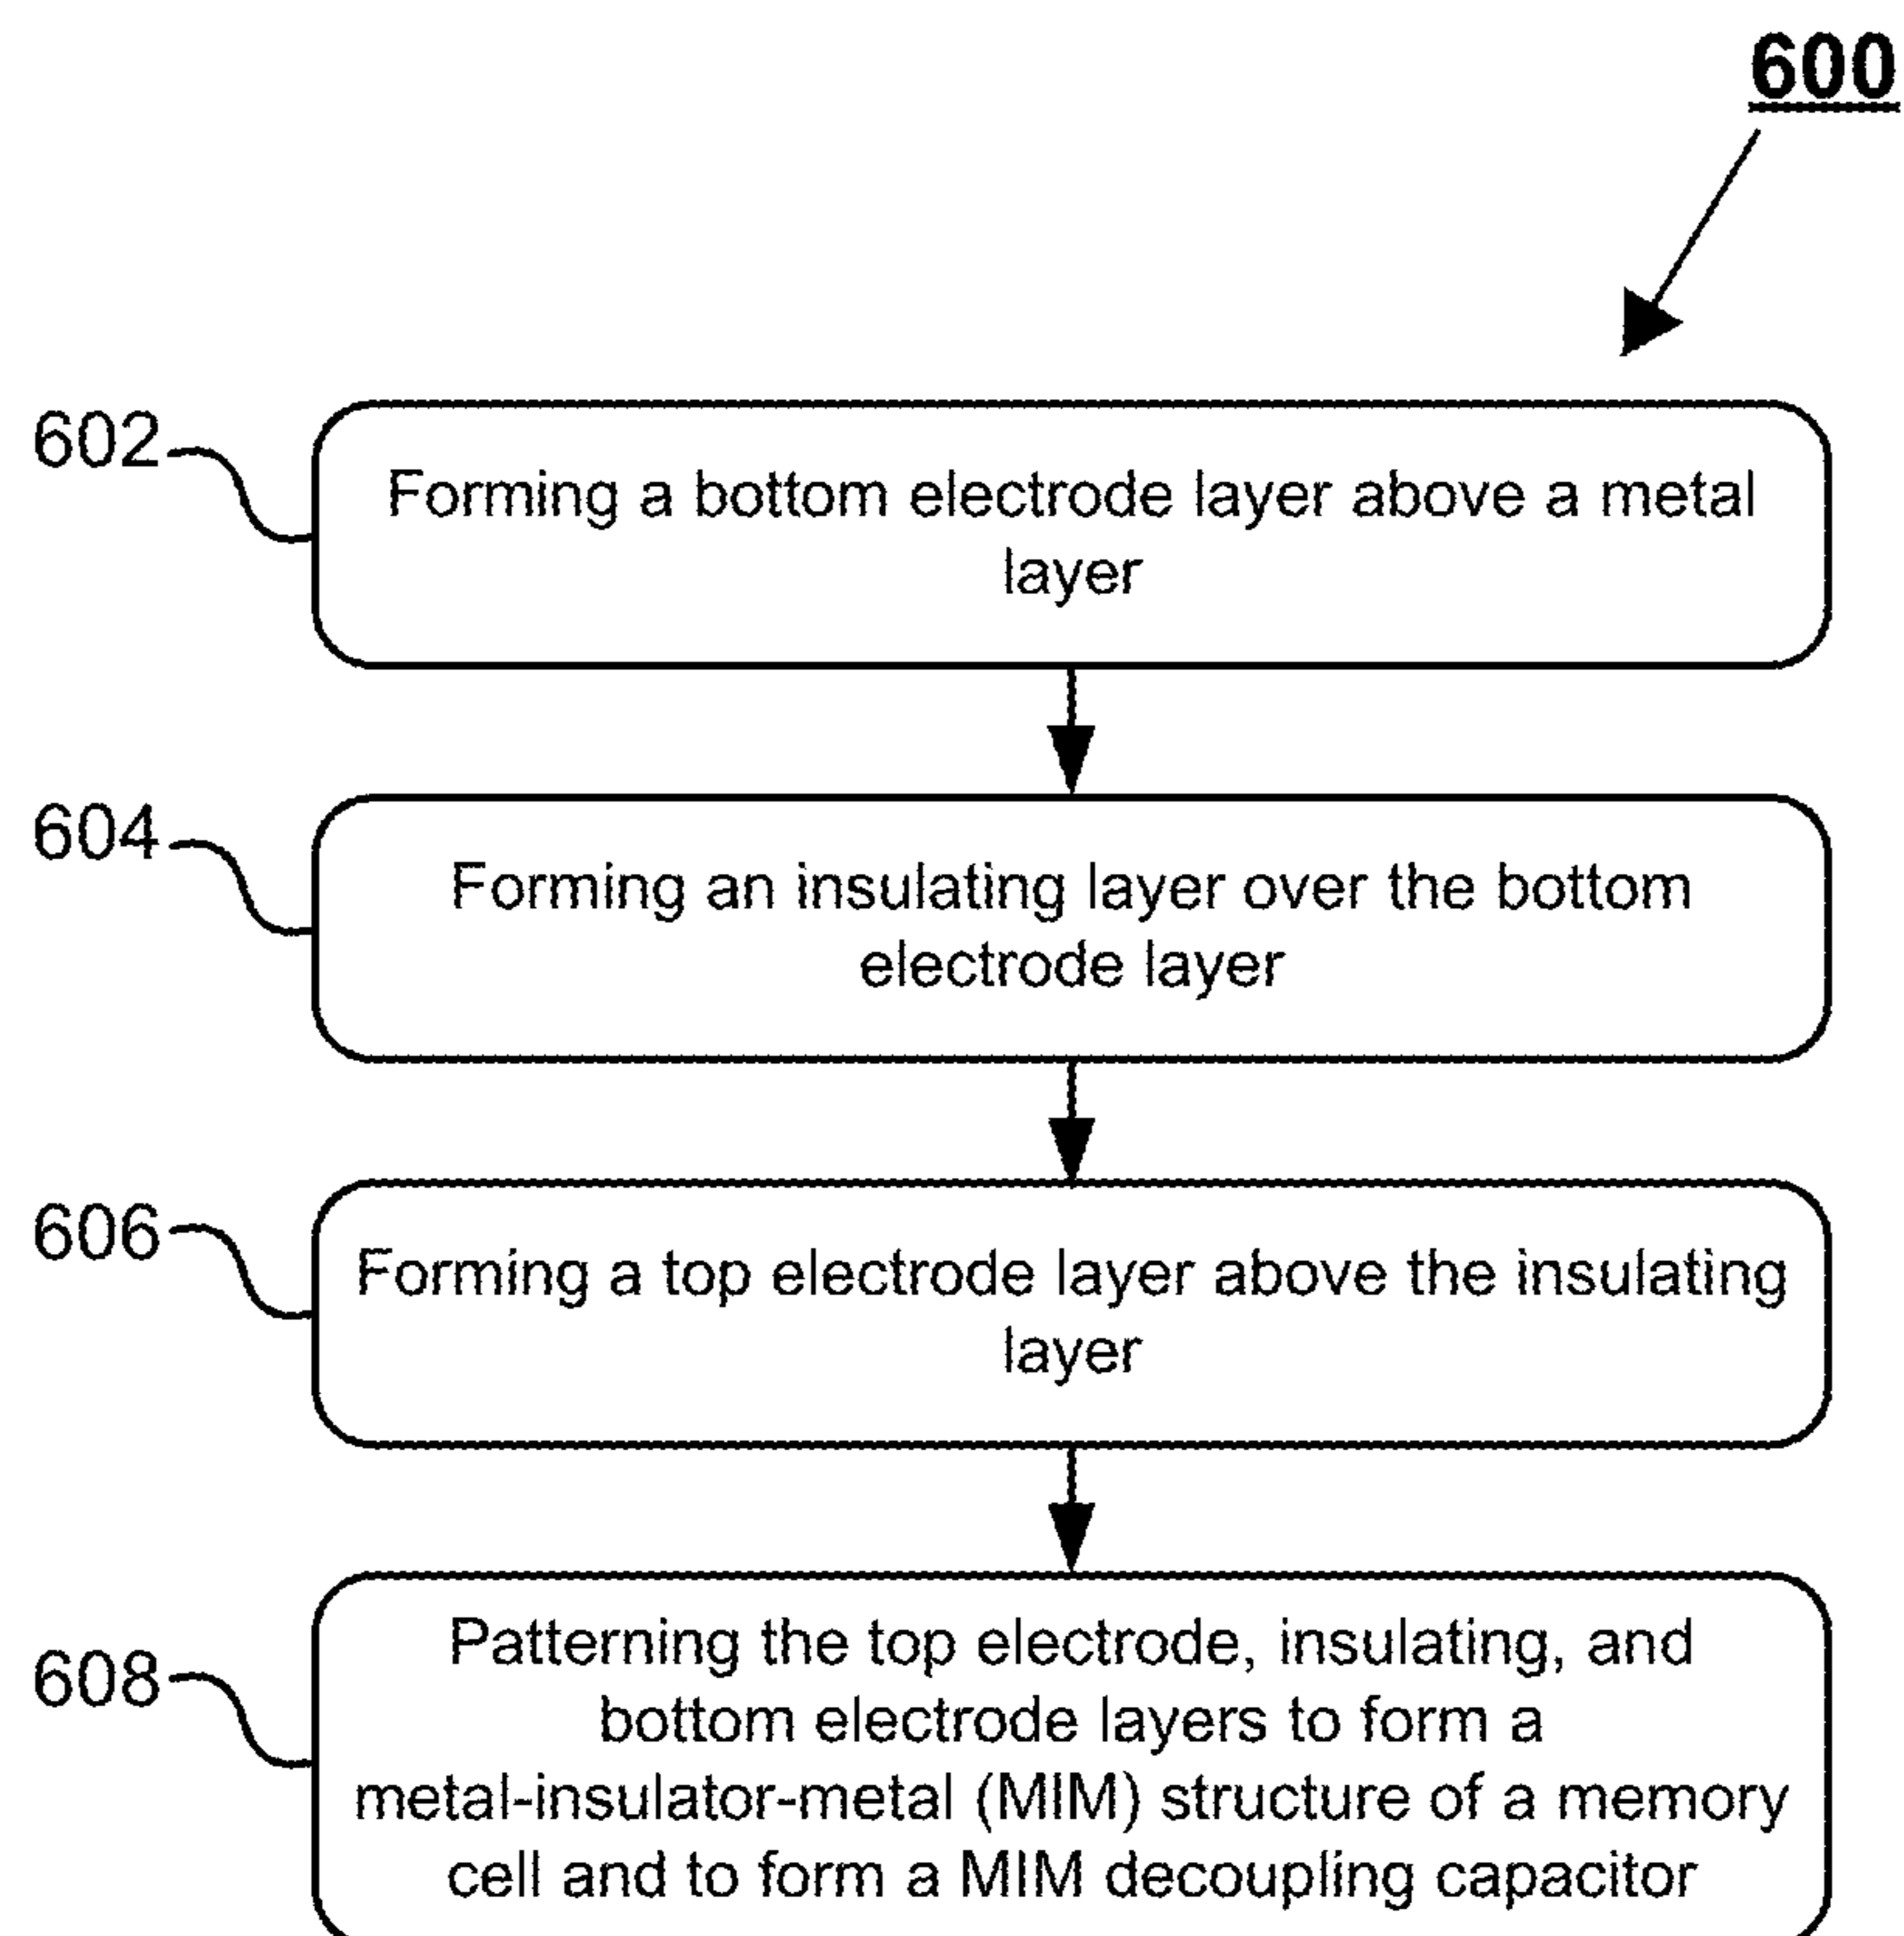 600
602
Forming a bottom electrode layer above a metal
layer
604
Forming an insulating layer over the bottom
electrode layer
606
Forming a top electrode layer above the insulating
layer
608
Patterning the top electrode, insulating, and
bottom electrode layers to form a
metal-insulator-metal (MIM) structure of a memory
cell and to form a MIM decoupling capacitor